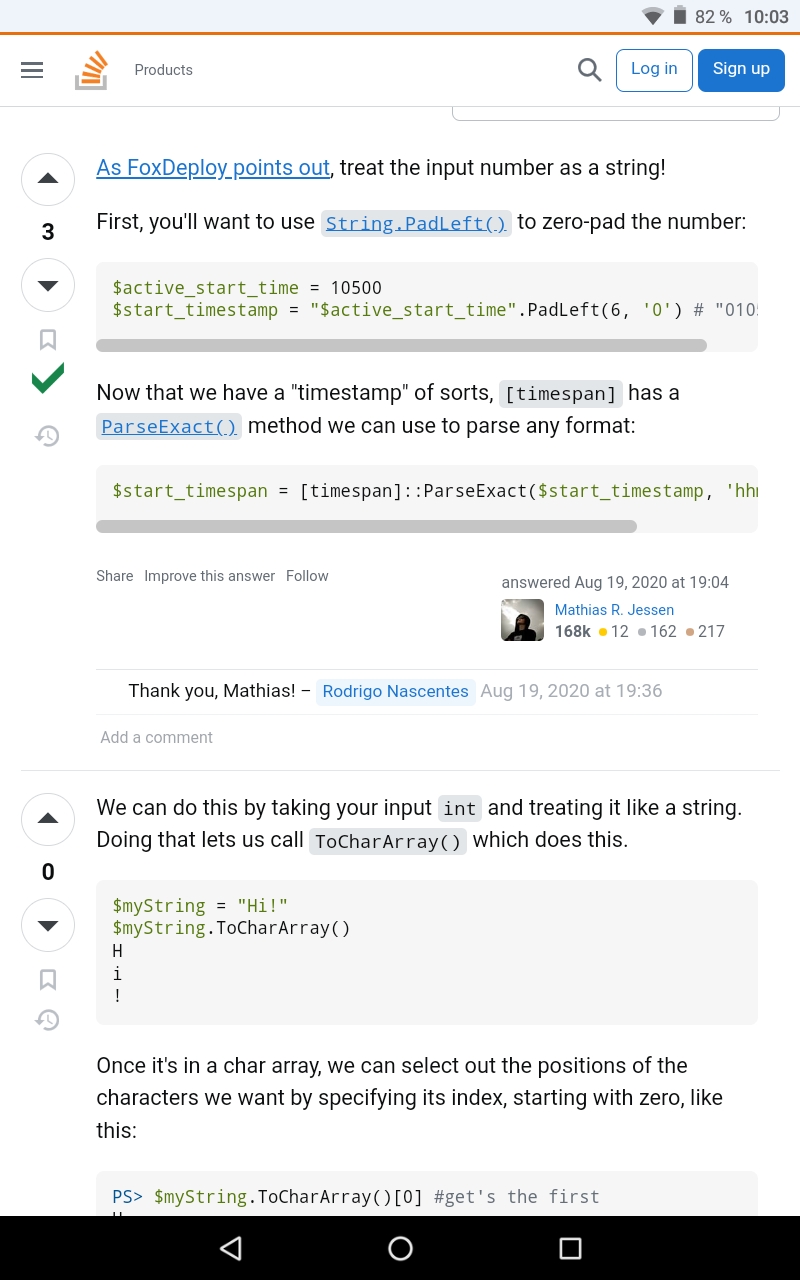 82 % 10:03
Products
Log in
Sign up
As FoxDeploy points out, treat the input number as a string!
3
First, you'll want to use String.PadLeft() to zero-pad the number:
$active_start_time = 10500
$start_timestamp = "$active_start_time".PadLeft(6, '0') # "010
Now that we have a "timestamp" of sorts, [timespan] has a
ParseExact() method we can use to parse any format:
$start_timespan = [timespan]::ParseExact($start_timestamp, 'hh
Share Improve this answer Follow
answered Aug 19, 2020 at 19:04
Mathias R. Jessen
168k 12 162 217
Thank you, Mathias! – Rodrigo Nascentes Aug 19, 2020 at 19:36
Add a comment
We can do this by taking your input int and treating it like a string.
Doing that lets us call ToCharArray() which does this.
0
$myString = "Hi!"
$myString.ToCharArray()
H
i
!
Once it's in a char array, we can select out the positions of the
characters we want by specifying its index, starting with zero, like
this:
PS> $myString.ToCharArray()[0] #get's the first